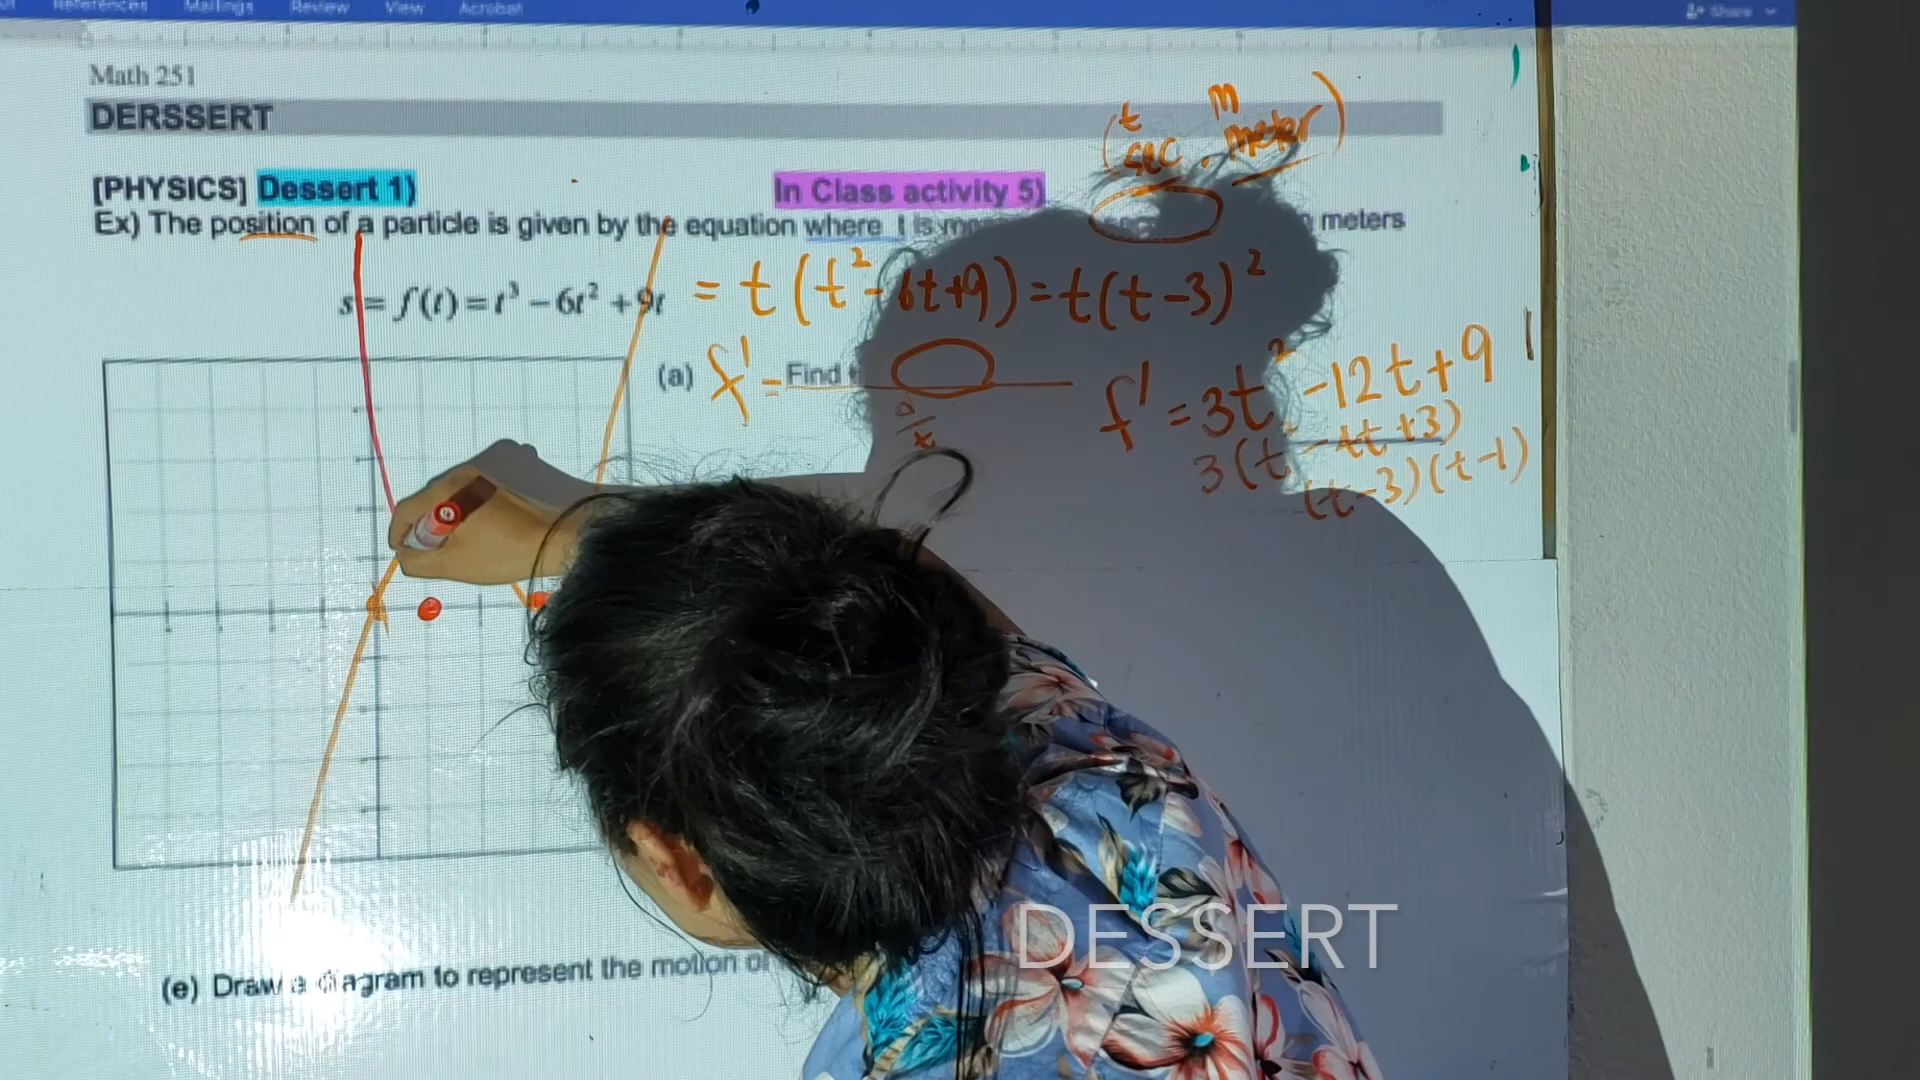 References Mailings Review View Acrobat Share
Math 251
DERSSERT
(t sec, m meter)
[PHYSICS] Dessert 1) In Class activity 5)
Ex) The position of a particle is given by the equation where t is meters
s = f(t) = t³ − 6t² + 9t = t(t² - 6t + 9) = t(t - 3)²
(a) f' = Find f' = 3t² - 12t + 9
3(t - 4t + 3)
(t - 3)(t - 1)
(e) Draw a diagram to represent the motion of
DESSERT